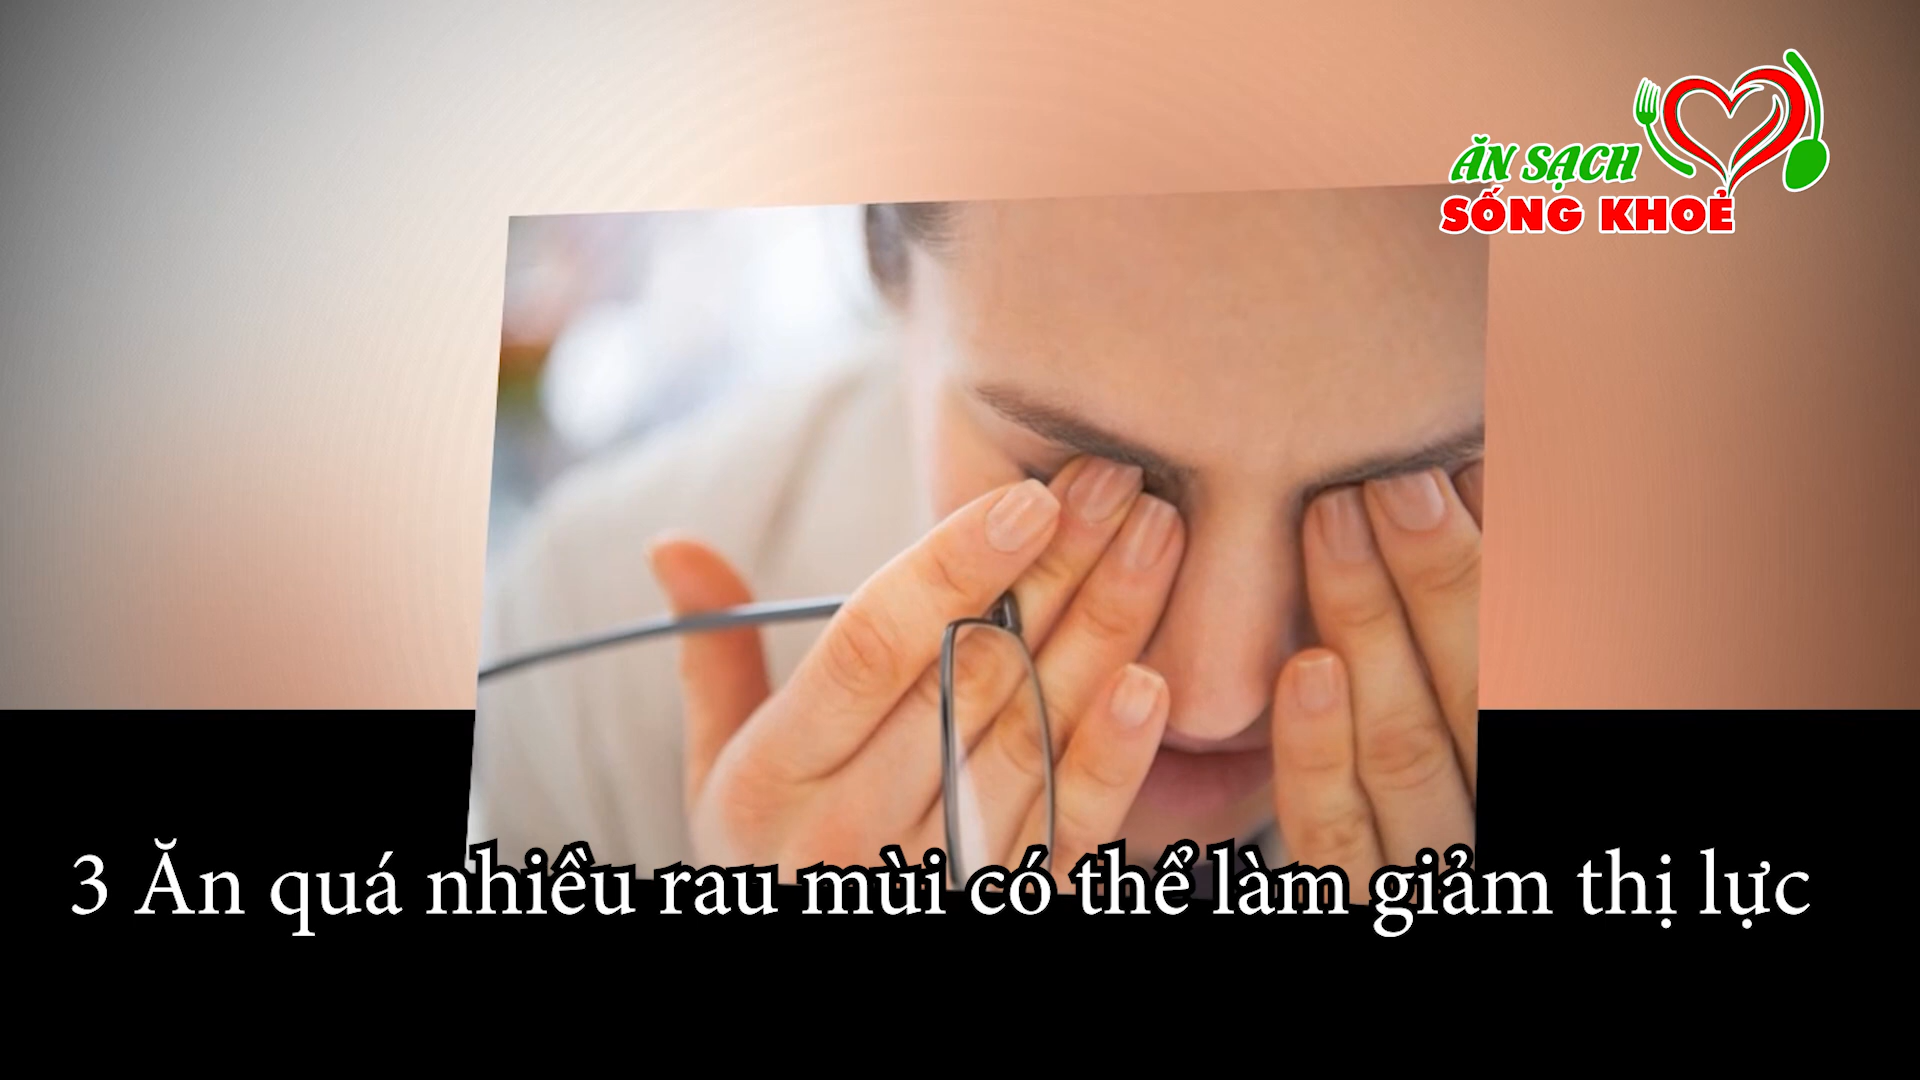 ĂN SẠCH
SỐNG KHOẺ
3 Ăn quá nhiều rau mùi có thể làm giảm thị lực